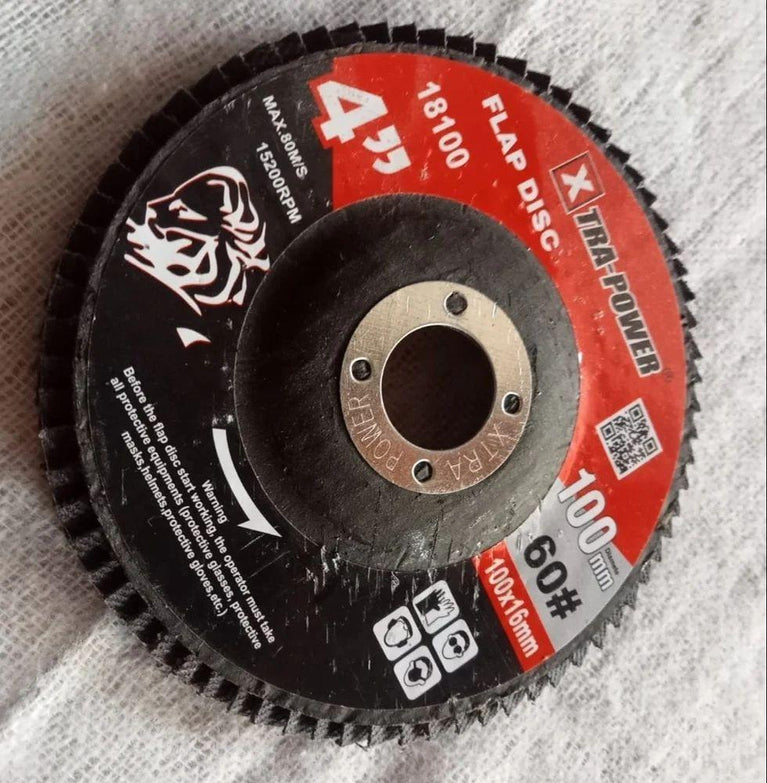 4”
18100
FLAP DISC
XTRA-POWER®
MAX.80M/S
15200RPM
XTRA POWER
100mm
Diameter
60#
100x16mm
Warning
Before the flap disc start working, the operator must take
all protective equipments (protective glasses, protective
masks,helmets,protective gloves,etc.)